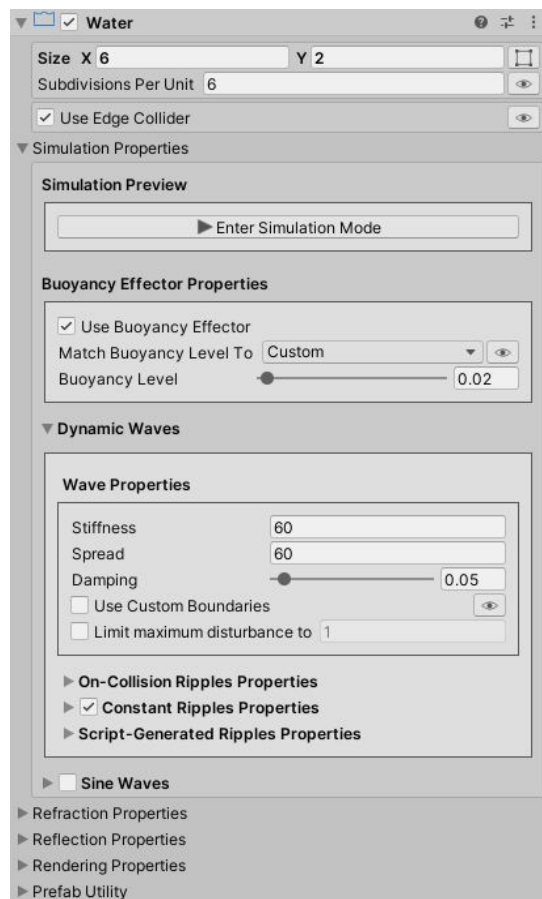 Water
Size X 6 Y 2
Subdivisions Per Unit 6
Use Edge Collider
Simulation Properties
Simulation Preview
Enter Simulation Mode
Buoyancy Effector Properties
Use Buoyancy Effector
Match Buoyancy Level To Custom
Buoyancy Level 0.02
Dynamic Waves
Wave Properties
Stiffness 60
Spread 60
Damping 0.05
Use Custom Boundaries
Limit maximum disturbance to 1
On-Collision Ripples Properties
Constant Ripples Properties
Script-Generated Ripples Properties
Sine Waves
Refraction Properties
Reflection Properties
Rendering Properties
Prefab Utility